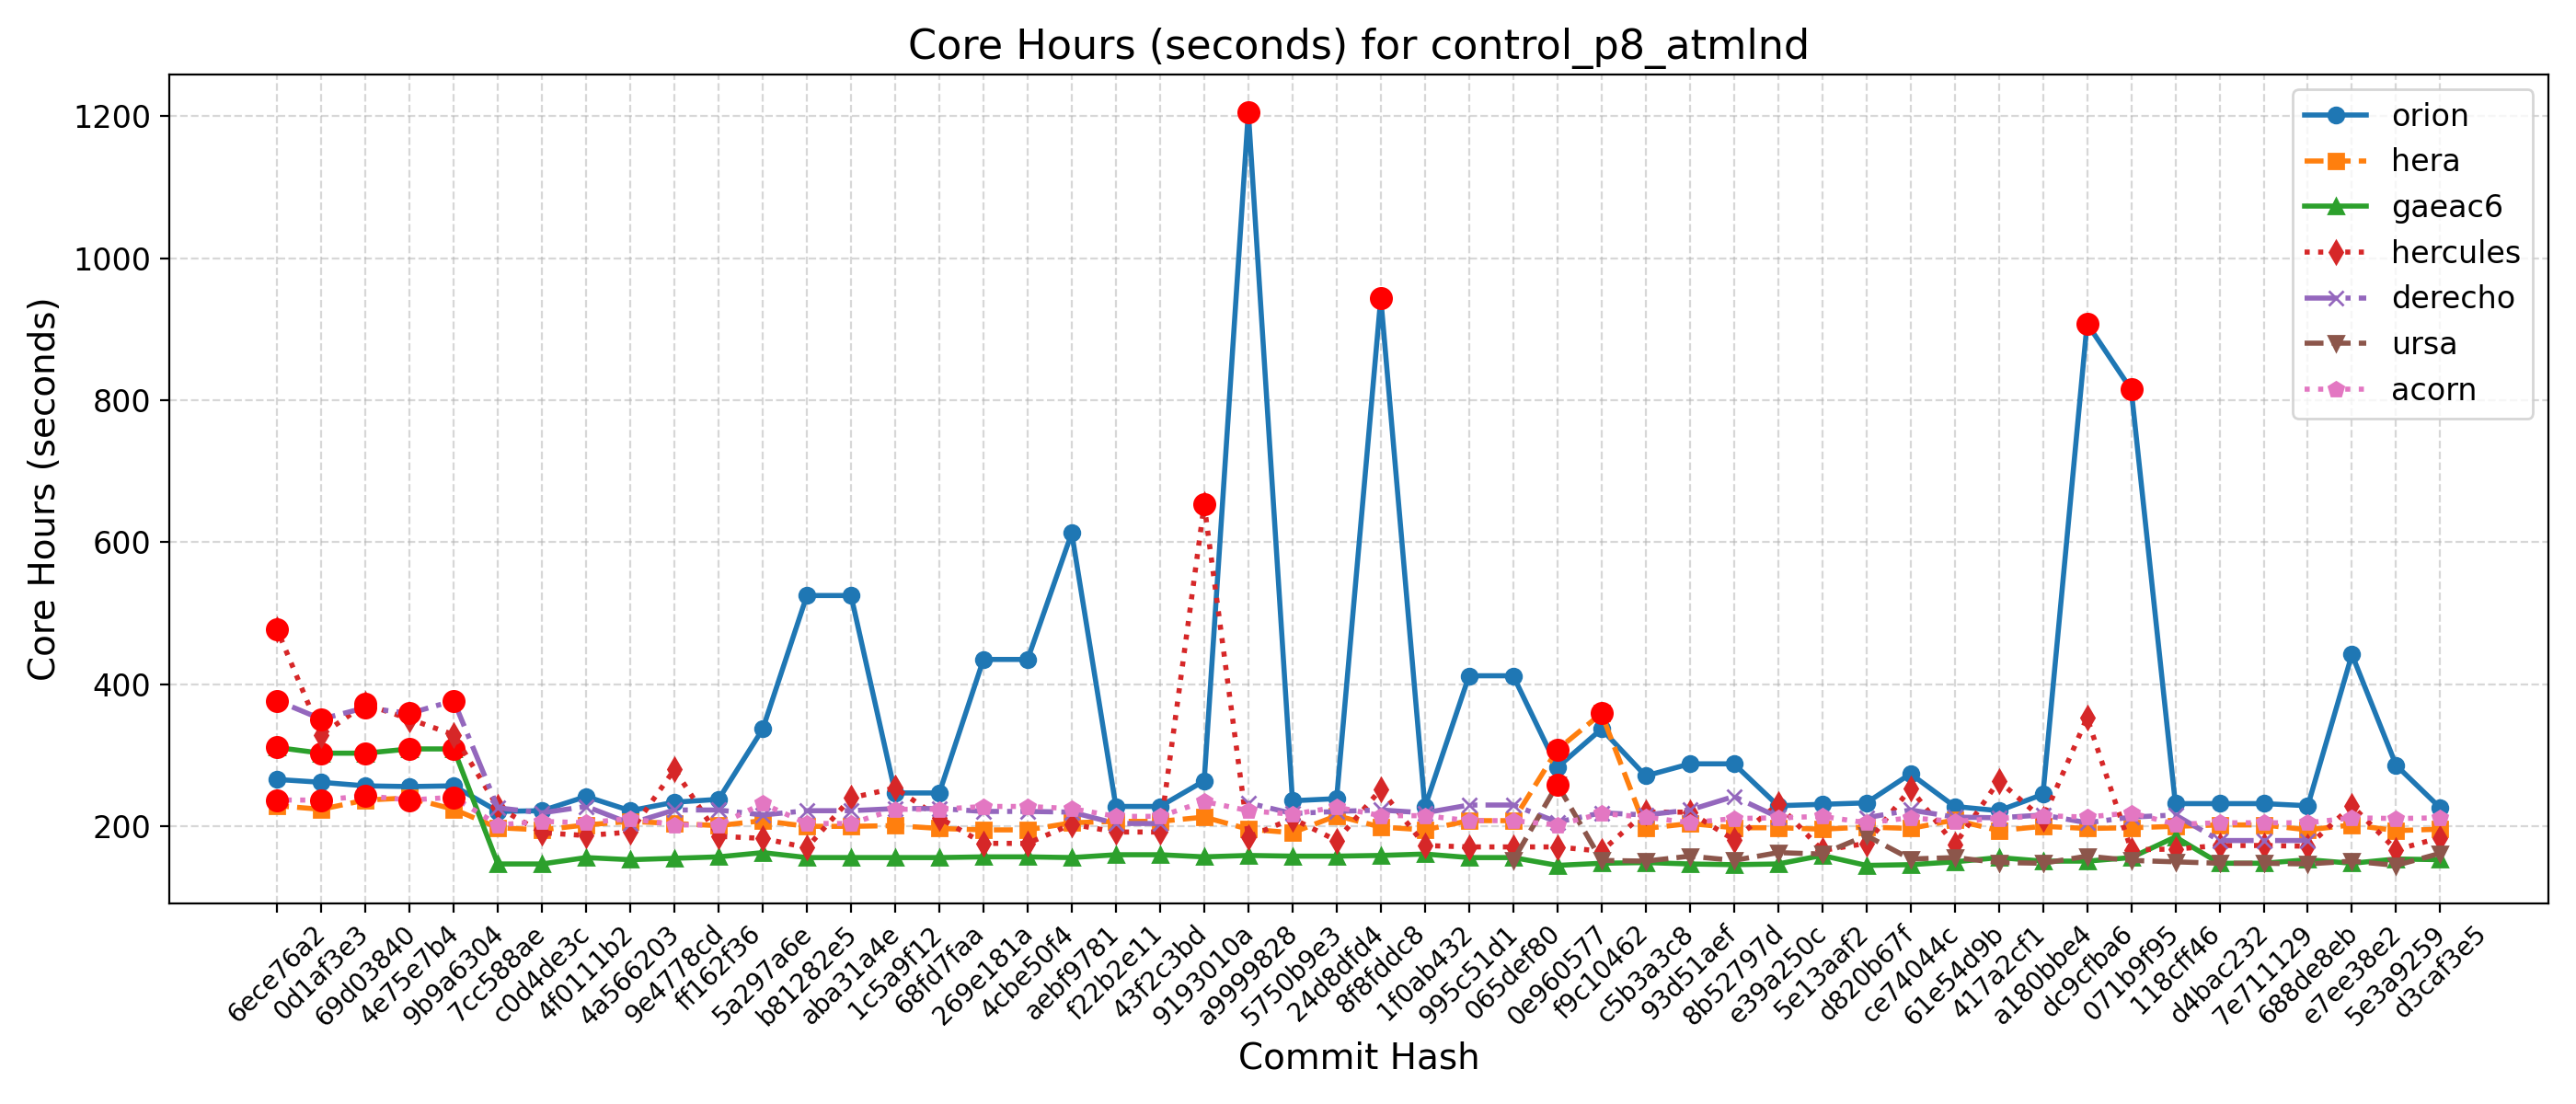 Core Hours (seconds) for control_p8_atmlnd
Core Hours (seconds)
1200
1000
800
600
400
200
orion
hera
gaeac6
hercules
derecho
ursa
acorn
6ece76a2
0d1af3e3
69d03840
4e75e7b4
9b9a6304
7cc588ae
c0d4de3c
4f0111b2
4a566203
9e4778cd
ff162f36
5a297a6e
b81282e5
aba31a4e
1c5a9f12
68fd7faa
269e181a
4cbe50f4
aebf9781
f22b2e11
43f2c3bd
9193010a
a9999828
5750b9e3
24d8dfd4
8f8fddc8
1f0ab432
995c51d1
065def80
0e960577
f9c10462
c5b3a3c8
93d51aef
8b52797d
e39a250c
5e13aaf2
d820b67f
ce74044c
61e54d9b
417a2cf1
a180bbe4
dc9cfba6
071b9f95
118cff46
d4bac232
7e711129
688de8eb
e7ee38e2
5e3a9259
d3caf3e5
Commit Hash